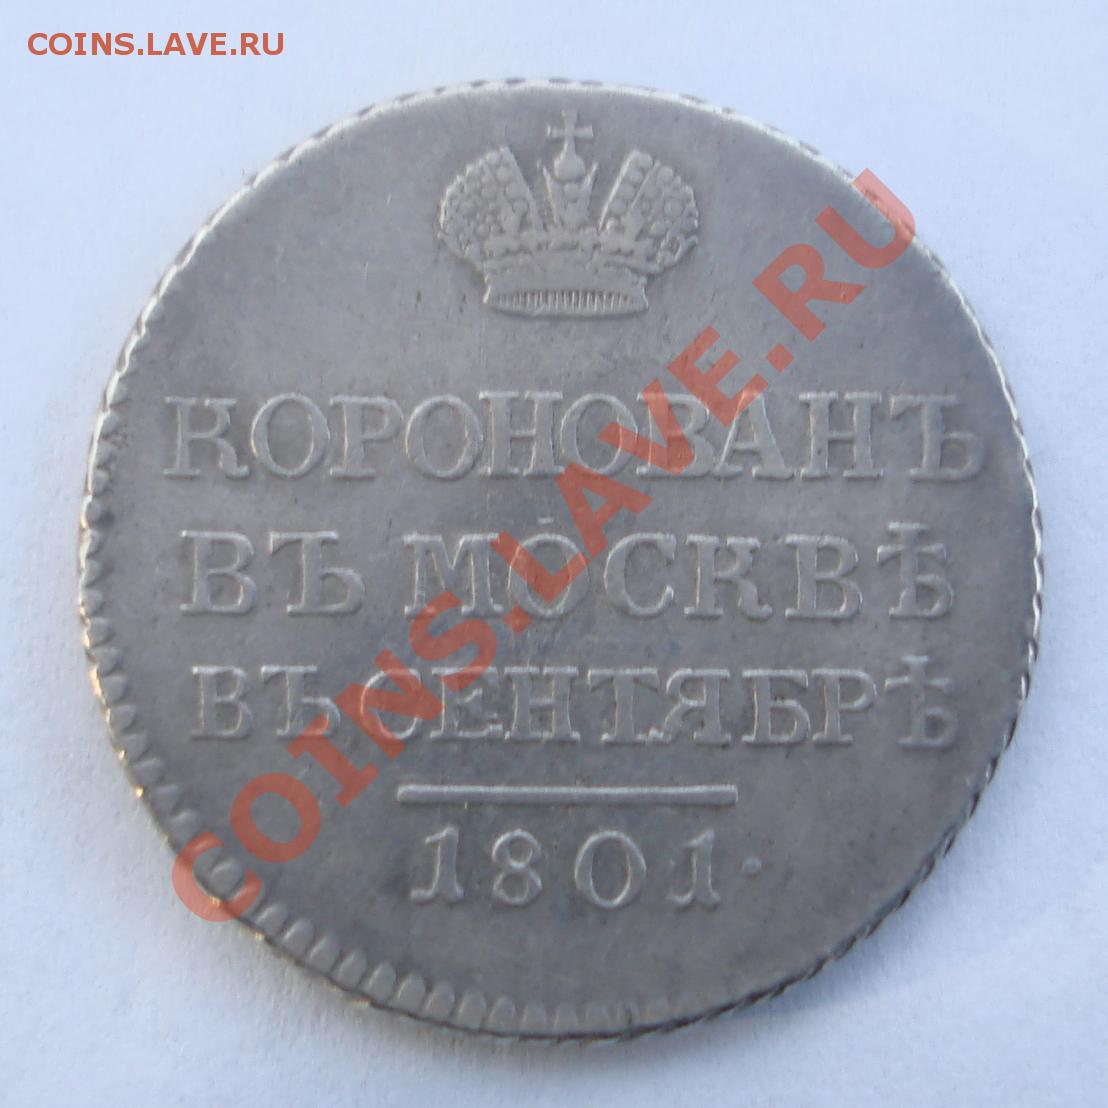 COINS.LAVE.RU
КОРОНОВАНЪ
ВЪ МОСКВѢ
ВЪ СЕНТЯБРѢ
1801.
COINS.LAVE.RU